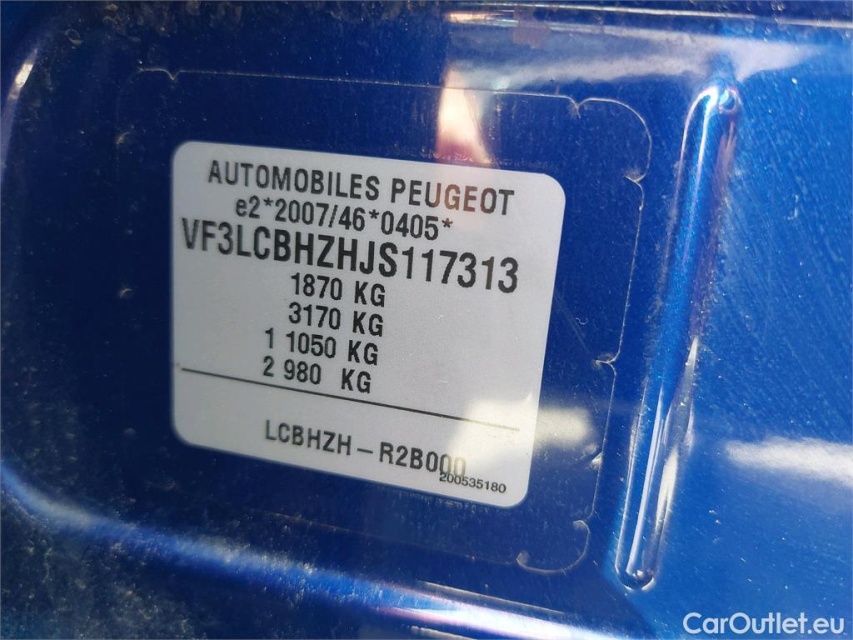 AUTOMOBILES PEUGEOT
e2*2007/46*0405*
VF3LCBHZHJS117313
1870 KG
3170 KG
1 1050 KG
2 980 KG
LCBHZH-R2B000
200535180
CarOutlet.eu